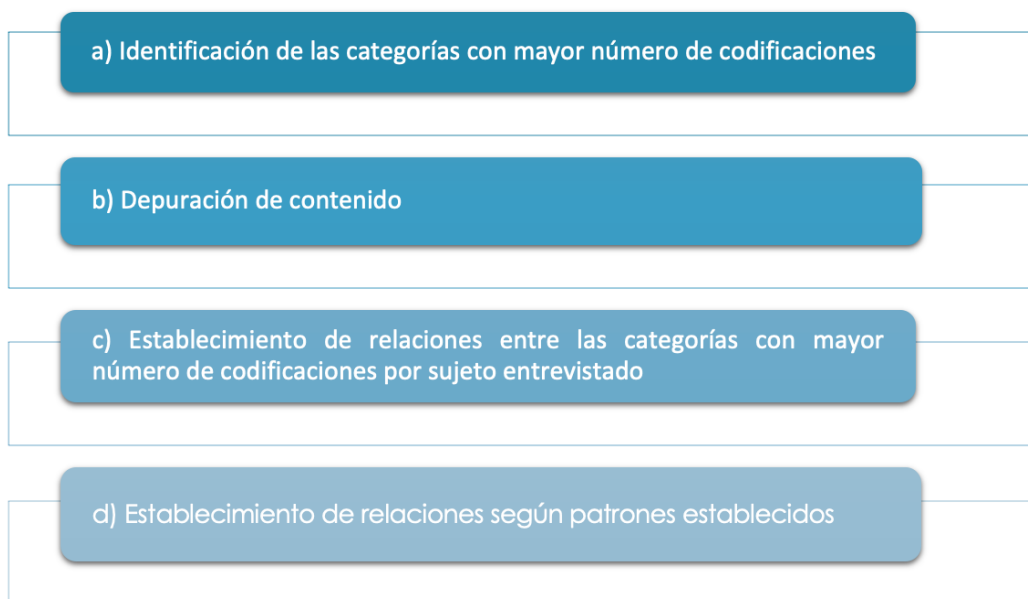 a) Identificación de las categorías con mayor número de codificaciones
b) Depuración de contenido
c) Establecimiento de relaciones entre las categorías con mayor
número de codificaciones por sujeto entrevistado
d) Establecimiento de relaciones según patrones establecidos